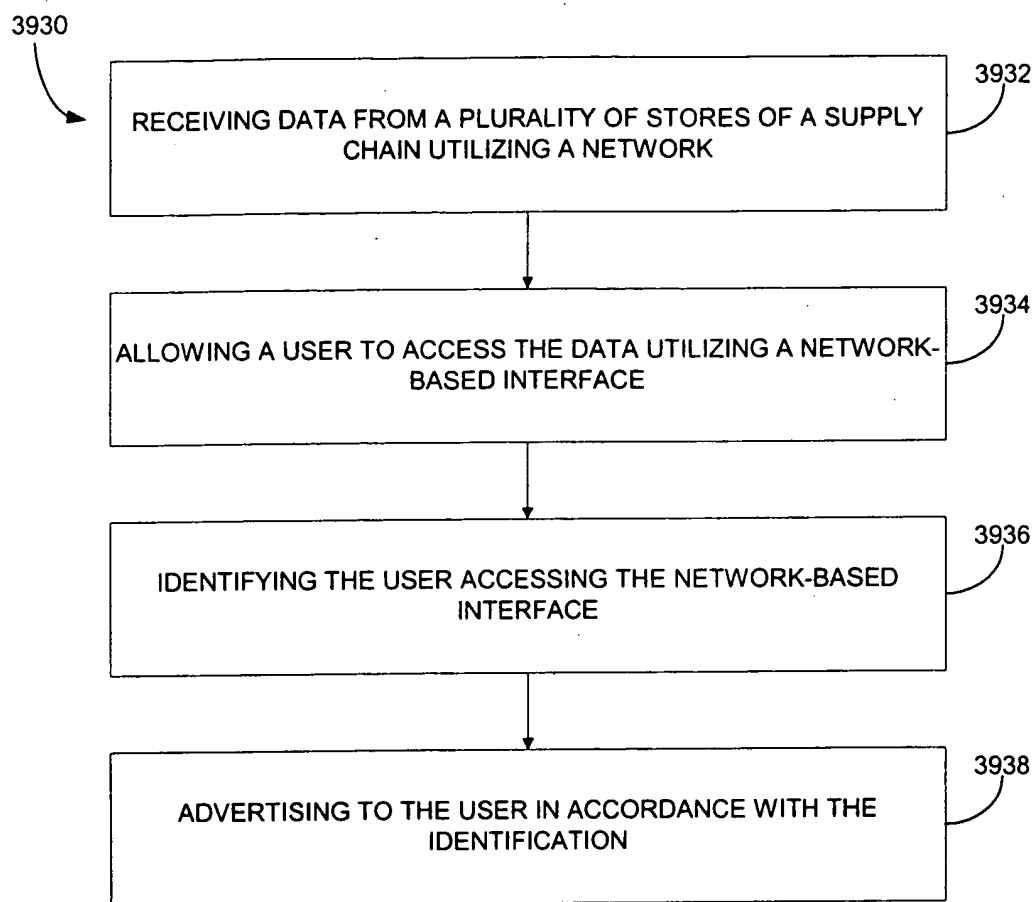 3930
3932
RECEIVING DATA FROM A PLURALITY OF STORES OF A SUPPLY
CHAIN UTILIZING A NETWORK
3934
ALLOWING A USER TO ACCESS THE DATA UTILIZING A NETWORK-
BASED INTERFACE
3936
IDENTIFYING THE USER ACCESSING THE NETWORK-BASED
INTERFACE
3938
ADVERTISING TO THE USER IN ACCORDANCE WITH THE
IDENTIFICATION